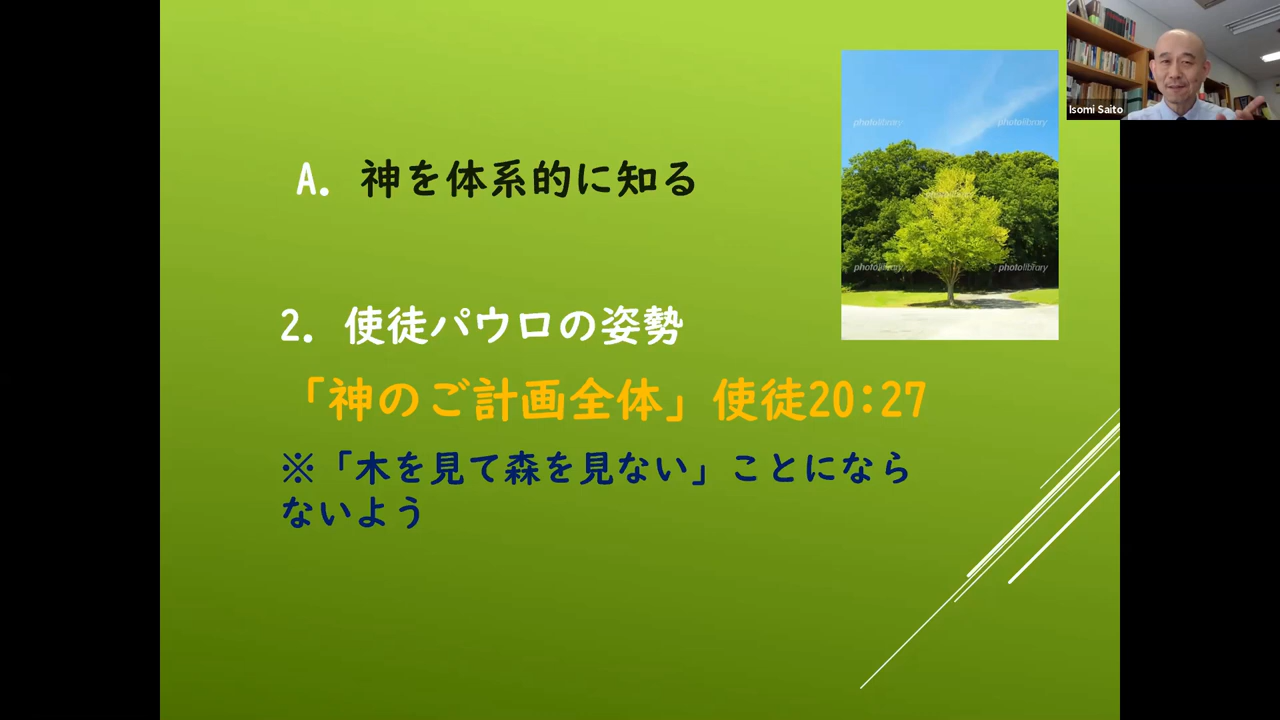 A. 神を体系的に知る
2. 使徒パウロの姿勢
「神のご計画全体」使徒20:27
※「木を見て森を見ない」ことになら
ないよう
photolibrary
photolibrary
photolibrary
photolibrary
photolibrary
Isomi Saito